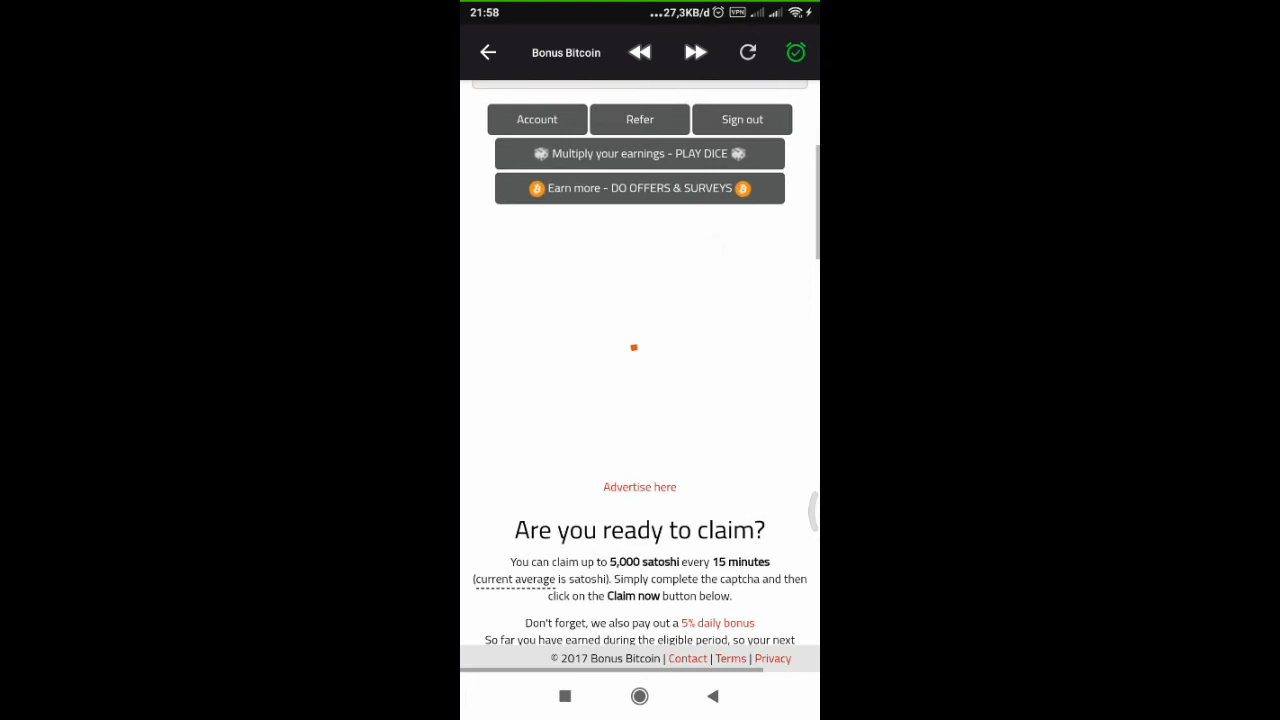 21:58 ...27,3KB/d VPN
Bonus Bitcoin
Account Refer Sign out
Multiply your earnings - PLAY DICE
Earn more - DO OFFERS & SURVEYS
Advertise here
Are you ready to claim?
You can claim up to 5,000 satoshi every 15 minutes
(current average is satoshi). Simply complete the captcha and then
click on the Claim now button below.
Don't forget, we also pay out a 5% daily bonus
So far you have earned during the eligible period, so your next
© 2017 Bonus Bitcoin | Contact | Terms | Privacy